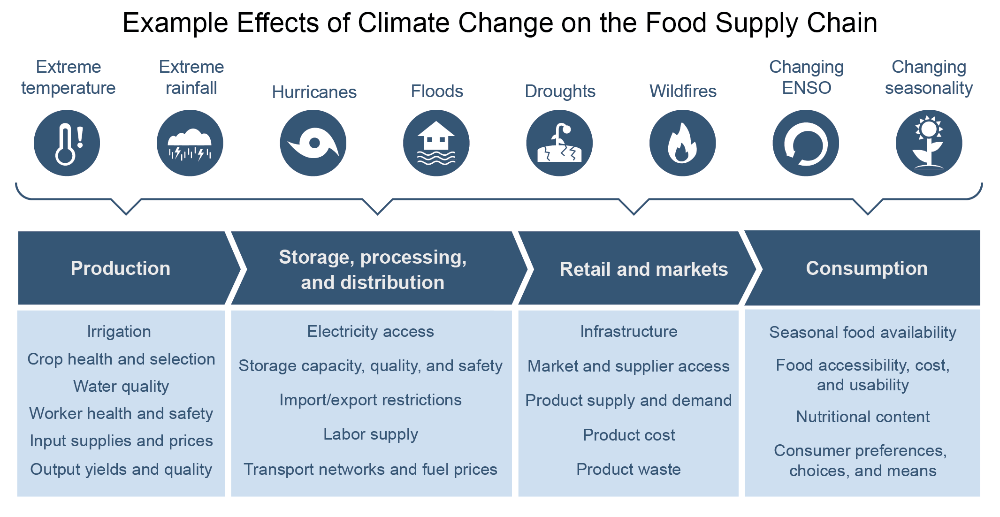 Example Effects of Climate Change on the Food Supply Chain
Extreme
temperature
Extreme
rainfall
Hurricanes
Floods
Droughts
Wildfires
Changing
ENSO
Changing
seasonality
Production
Storage, processing,
and distribution
Retail and markets
Consumption
Irrigation
Crop health and selection
Water quality
Worker health and safety
Input supplies and prices
Output yields and quality
Electricity access
Storage capacity, quality, and safety
Import/export restrictions
Labor supply
Transport networks and fuel prices
Infrastructure
Market and supplier access
Product supply and demand
Product cost
Product waste
Seasonal food availability
Food accessibility, cost,
and usability
Nutritional content
Consumer preferences,
choices, and means